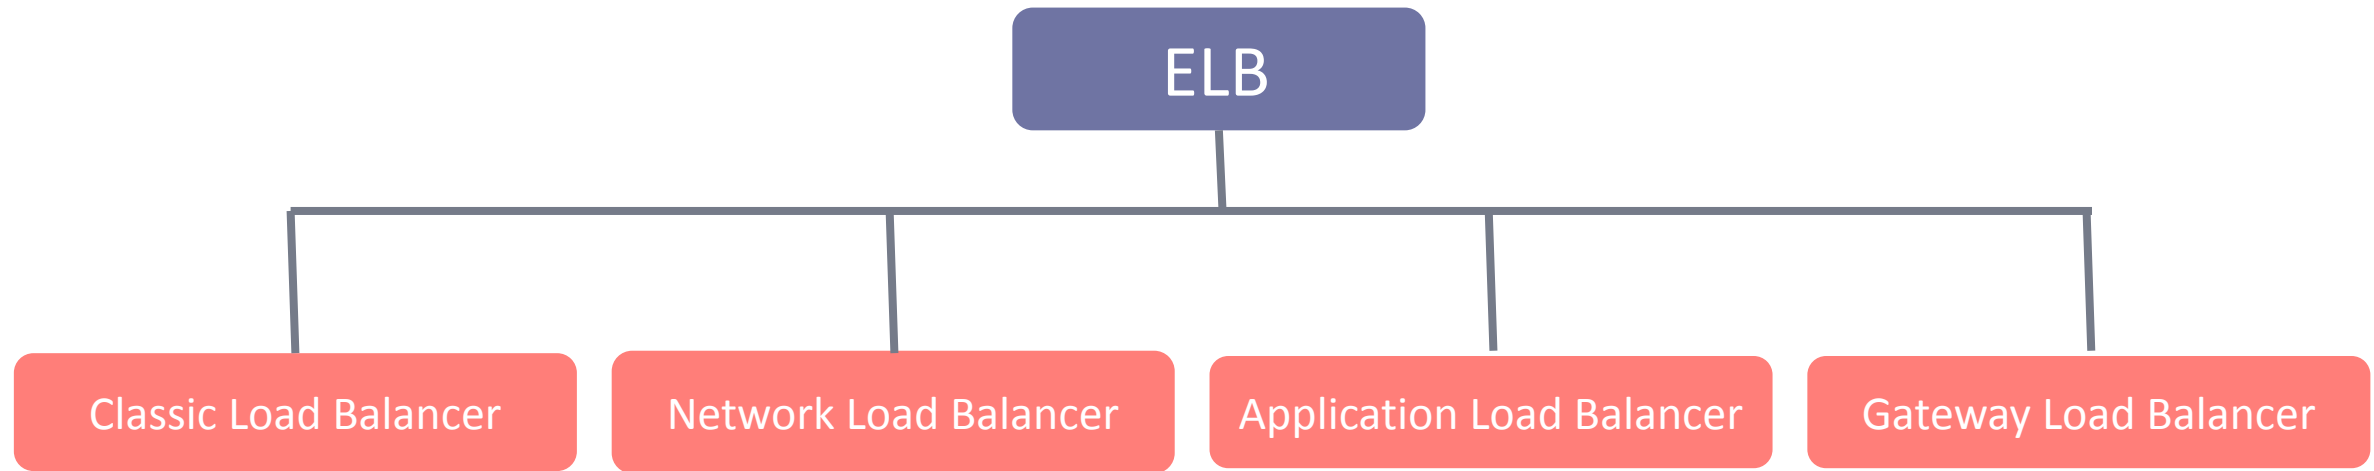 ELB
Classic Load Balancer
Network Load Balancer
Application Load Balancer
Gateway Load Balancer